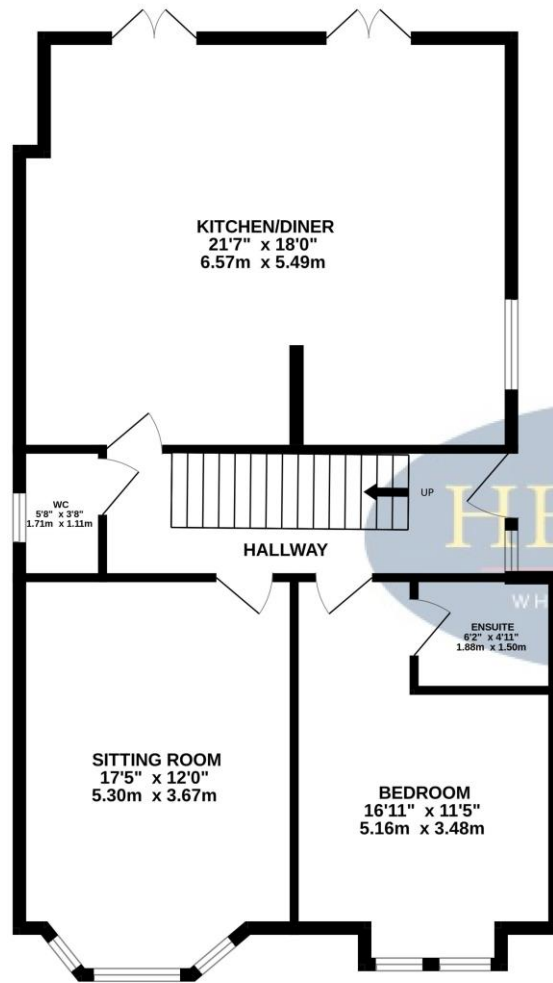 KITCHEN/DINER
21'7" x 18'0"
6.57m x 5.49m
WC
5'8" x 3'8"
1.71m x 1.11m
UP
HALLWAY
ENSUITE
6'2" x 4'11"
1.88m x 1.50m
SITTING ROOM
17'5" x 12'0"
5.30m x 3.67m
BEDROOM
16'11" x 11'5"
5.16m x 3.48m